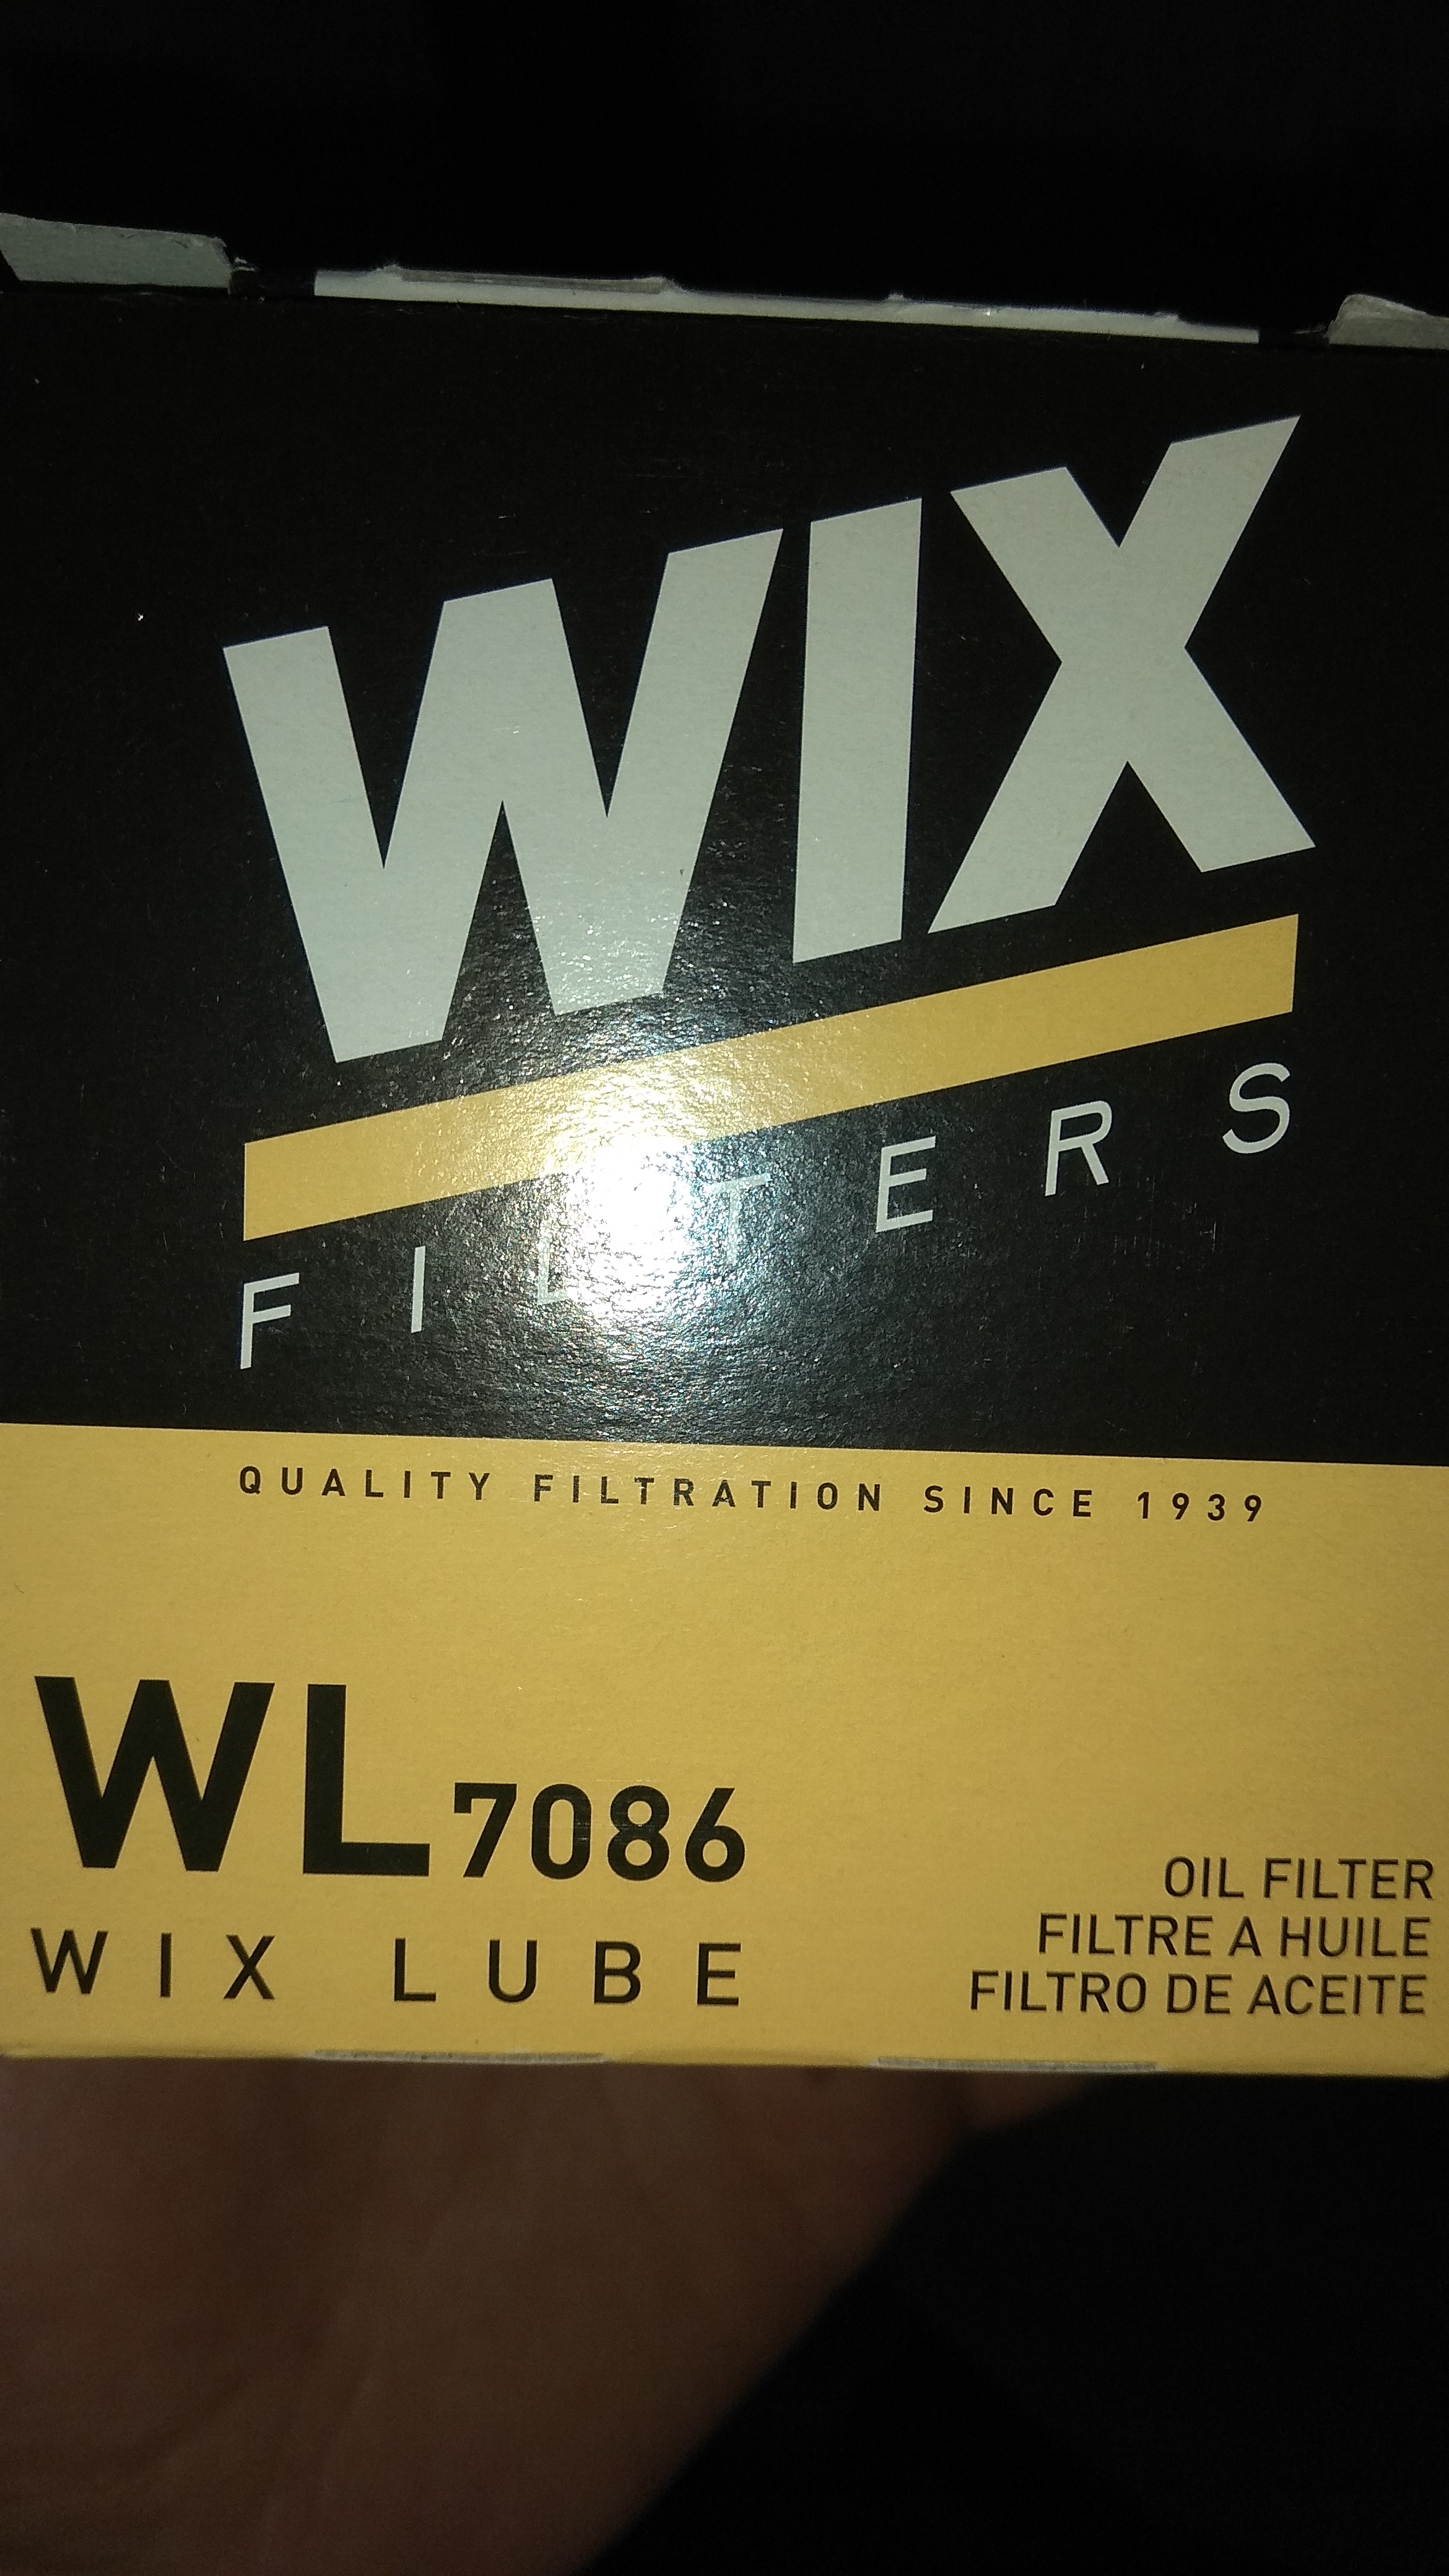 WIX
FILTERS
QUALITY FILTRATION SINCE 1939
WL7086
WIX LUBE
OIL FILTER
FILTRE A HUILE
FILTRO DE ACEITE